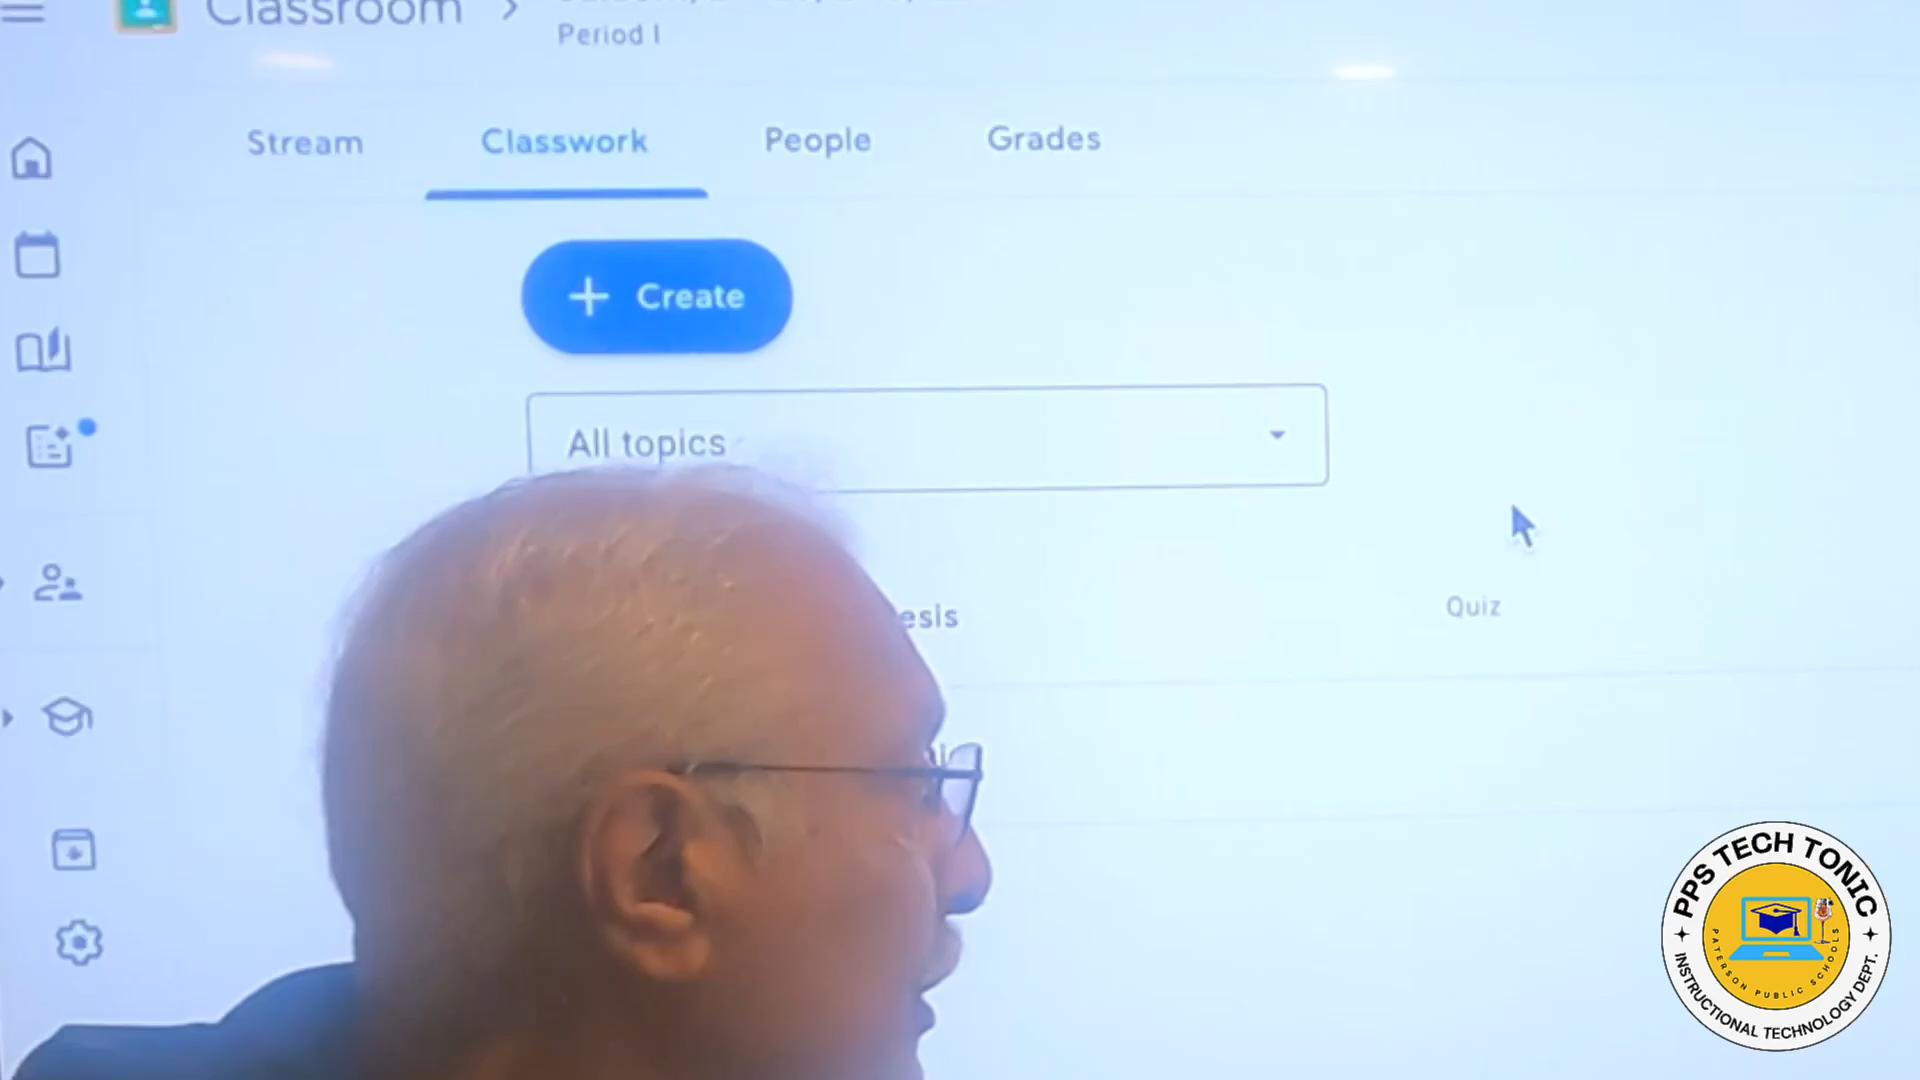 Classroom
Period 1
Stream Classwork People Grades
Create
All topics
esis
Quiz
PPS TECH TONIC
PATERSON PUBLIC SCHOOLS
INSTRUCTIONAL TECHNOLOGY DEPT.